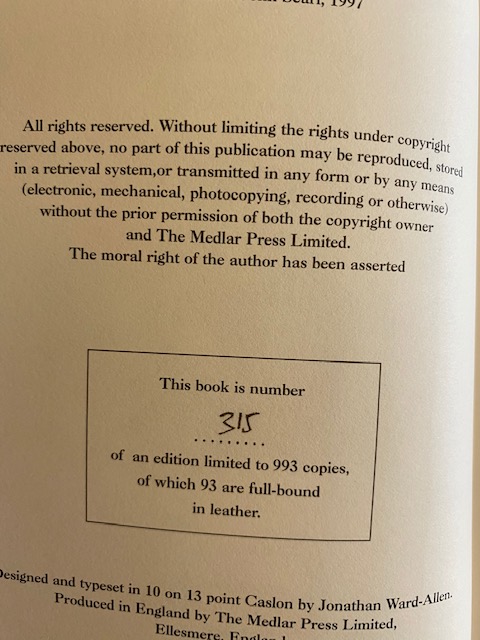 1997
All rights reserved. Without limiting the rights under copyright
reserved above, no part of this publication may be reproduced, stored
in a retrieval system,or transmitted in any form or by any means
(electronic, mechanical, photocopying, recording or otherwise)
without the prior permission of both the copyright owner
and The Medlar Press Limited.
The moral right of the author has been asserted
This book is number
315
.........
of an edition limited to 993 copies,
of which 93 are full-bound
in leather.
Designed and typeset in 10 on 13 point Caslon by Jonathan Ward-Allen.
Produced in England by The Medlar Press Limited,
Ellesmere, England